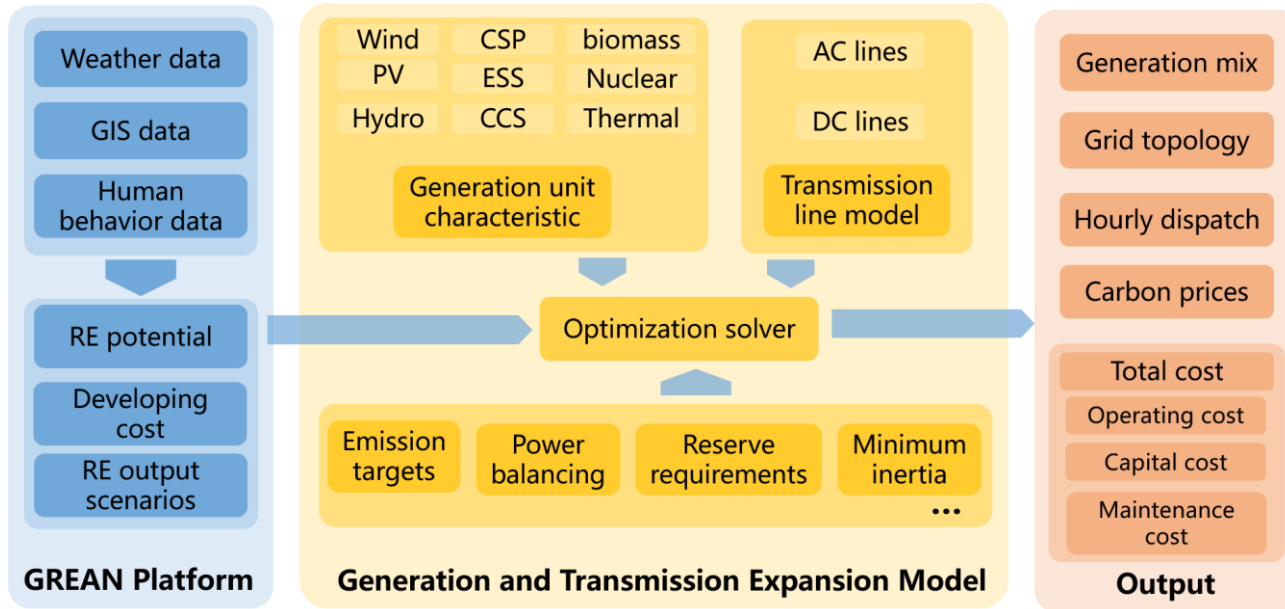 Weather data
GIS data
Human
behavior data
RE potential
Developing
cost
RE output
scenarios
GREAN Platform
Wind
CSP
biomass
PV
ESS
Nuclear
Hydro
CCS
Thermal
Generation unit
characteristic
AC lines
DC lines
Transmission
line model
Optimization solver
Emission
targets
Power
balancing
Reserve
requirements
Minimum
inertia
...
Generation and Transmission Expansion Model
Generation mix
Grid topology
Hourly dispatch
Carbon prices
Total cost
Operating cost
Capital cost
Maintenance
cost
Output